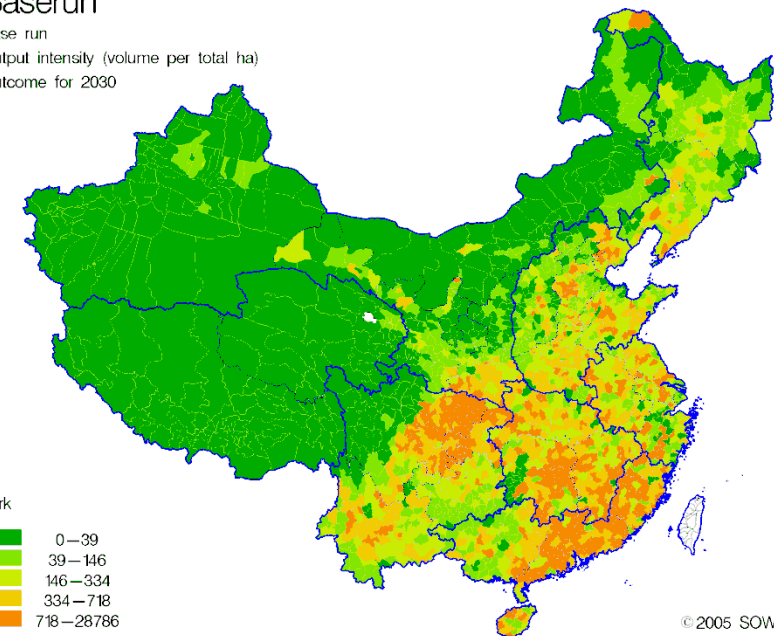 Baserun
se run
tput intensity (volume per total ha)
tcome for 2030
rk
0–39
39–146
146–334
334–718
718–28786
© 2005 SOW